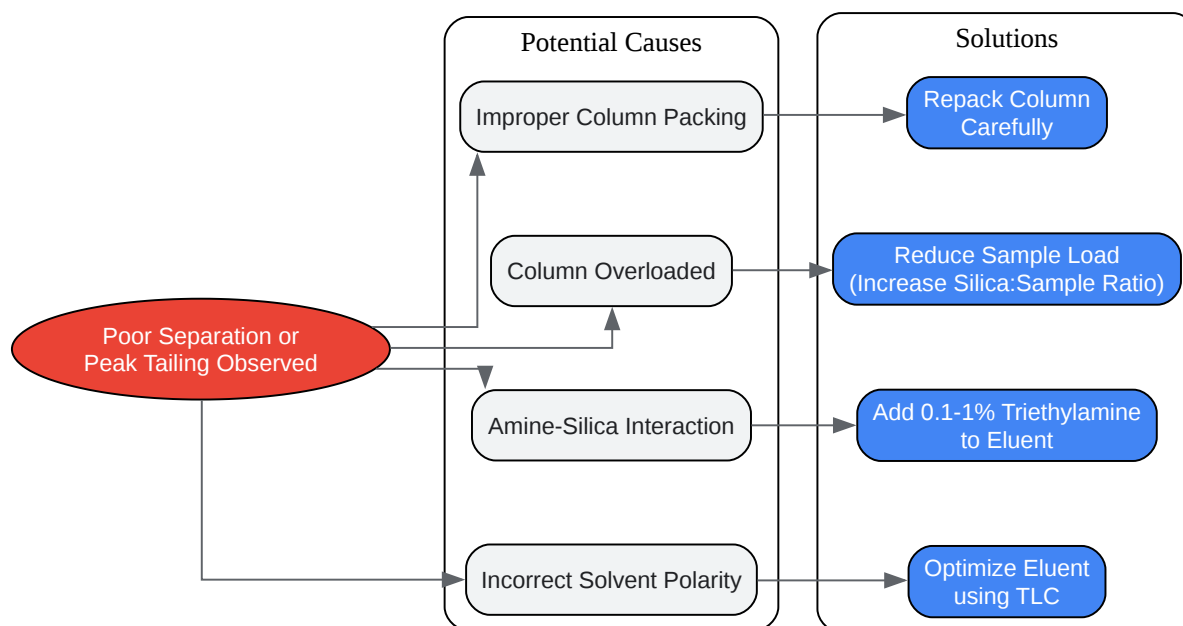 Potential Causes
Solutions
Improper Column Packing
Repack Column
Carefully
Column Overloaded
Reduce Sample Load
(Increase Silica:Sample Ratio)
Poor Separation or
Peak Tailing Observed
Amine-Silica Interaction
Add 0.1-1% Triethylamine
to Eluent
Incorrect Solvent Polarity
Optimize Eluent
using TLC